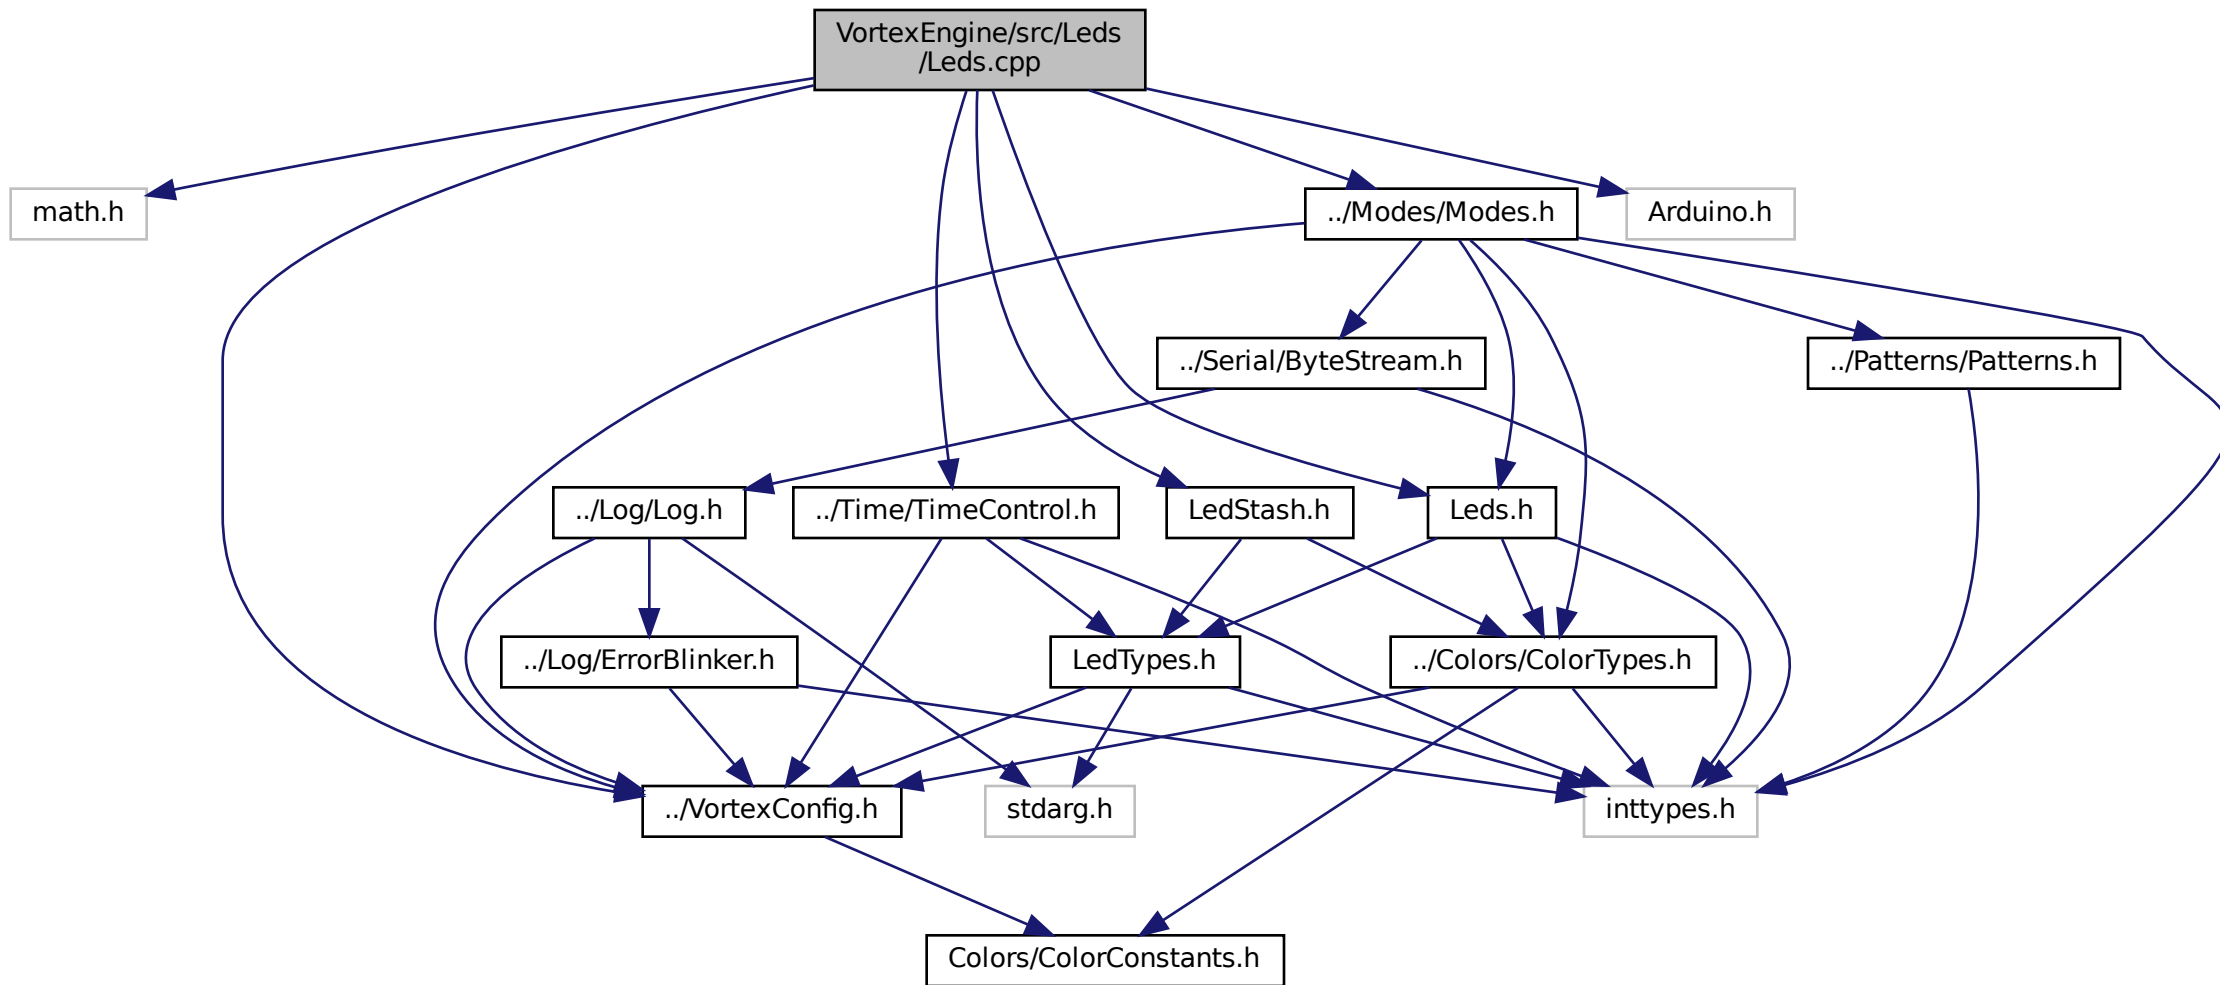 VortexEngine/src/Leds
/Leds.cpp
math.h
../Modes/Modes.h
Arduino.h
../Serial/ByteStream.h
../Patterns/Patterns.h
../Log/Log.h
../Time/TimeControl.h
LedStash.h
Leds.h
../Log/ErrorBlinker.h
LedTypes.h
../Colors/ColorTypes.h
../VortexConfig.h
stdarg.h
inttypes.h
Colors/ColorConstants.h